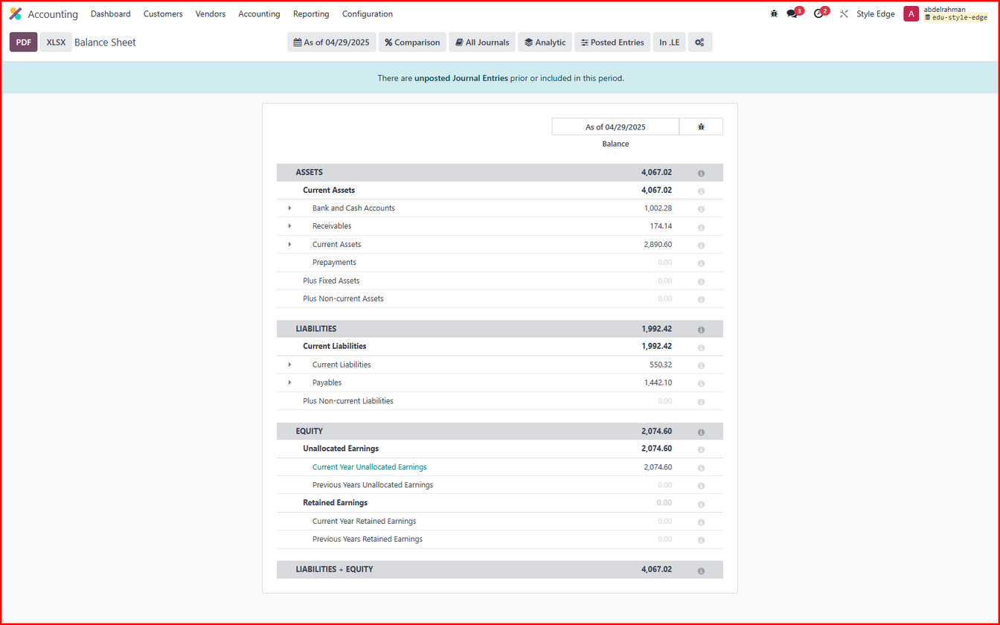 Accounting Dashboard Customers Vendors Accounting Reporting Configuration 3 2 Style Edge A abdelrahman
edu-style-edge
PDF XLSX Balance Sheet As of 04/29/2025 % Comparison All Journals Analytic Posted Entries In .LE
There are unposted Journal Entries prior or included in this period.
As of 04/29/2025
Balance
ASSETS 4,067.02
Current Assets 4,067.02
Bank and Cash Accounts 1,002.28
Receivables 174.14
Current Assets 2,890.60
Prepayments 0.00
Plus Fixed Assets 0.00
Plus Non-current Assets 0.00
LIABILITIES 1,992.42
Current Liabilities 1,992.42
Current Liabilities 550.32
Payables 1,442.10
Plus Non-current Liabilities 0.00
EQUITY 2,074.60
Unallocated Earnings 2,074.60
Current Year Unallocated Earnings 2,074.60
Previous Years Unallocated Earnings 0.00
Retained Earnings 0.00
Current Year Retained Earnings 0.00
Previous Years Retained Earnings 0.00
LIABILITIES + EQUITY 4,067.02